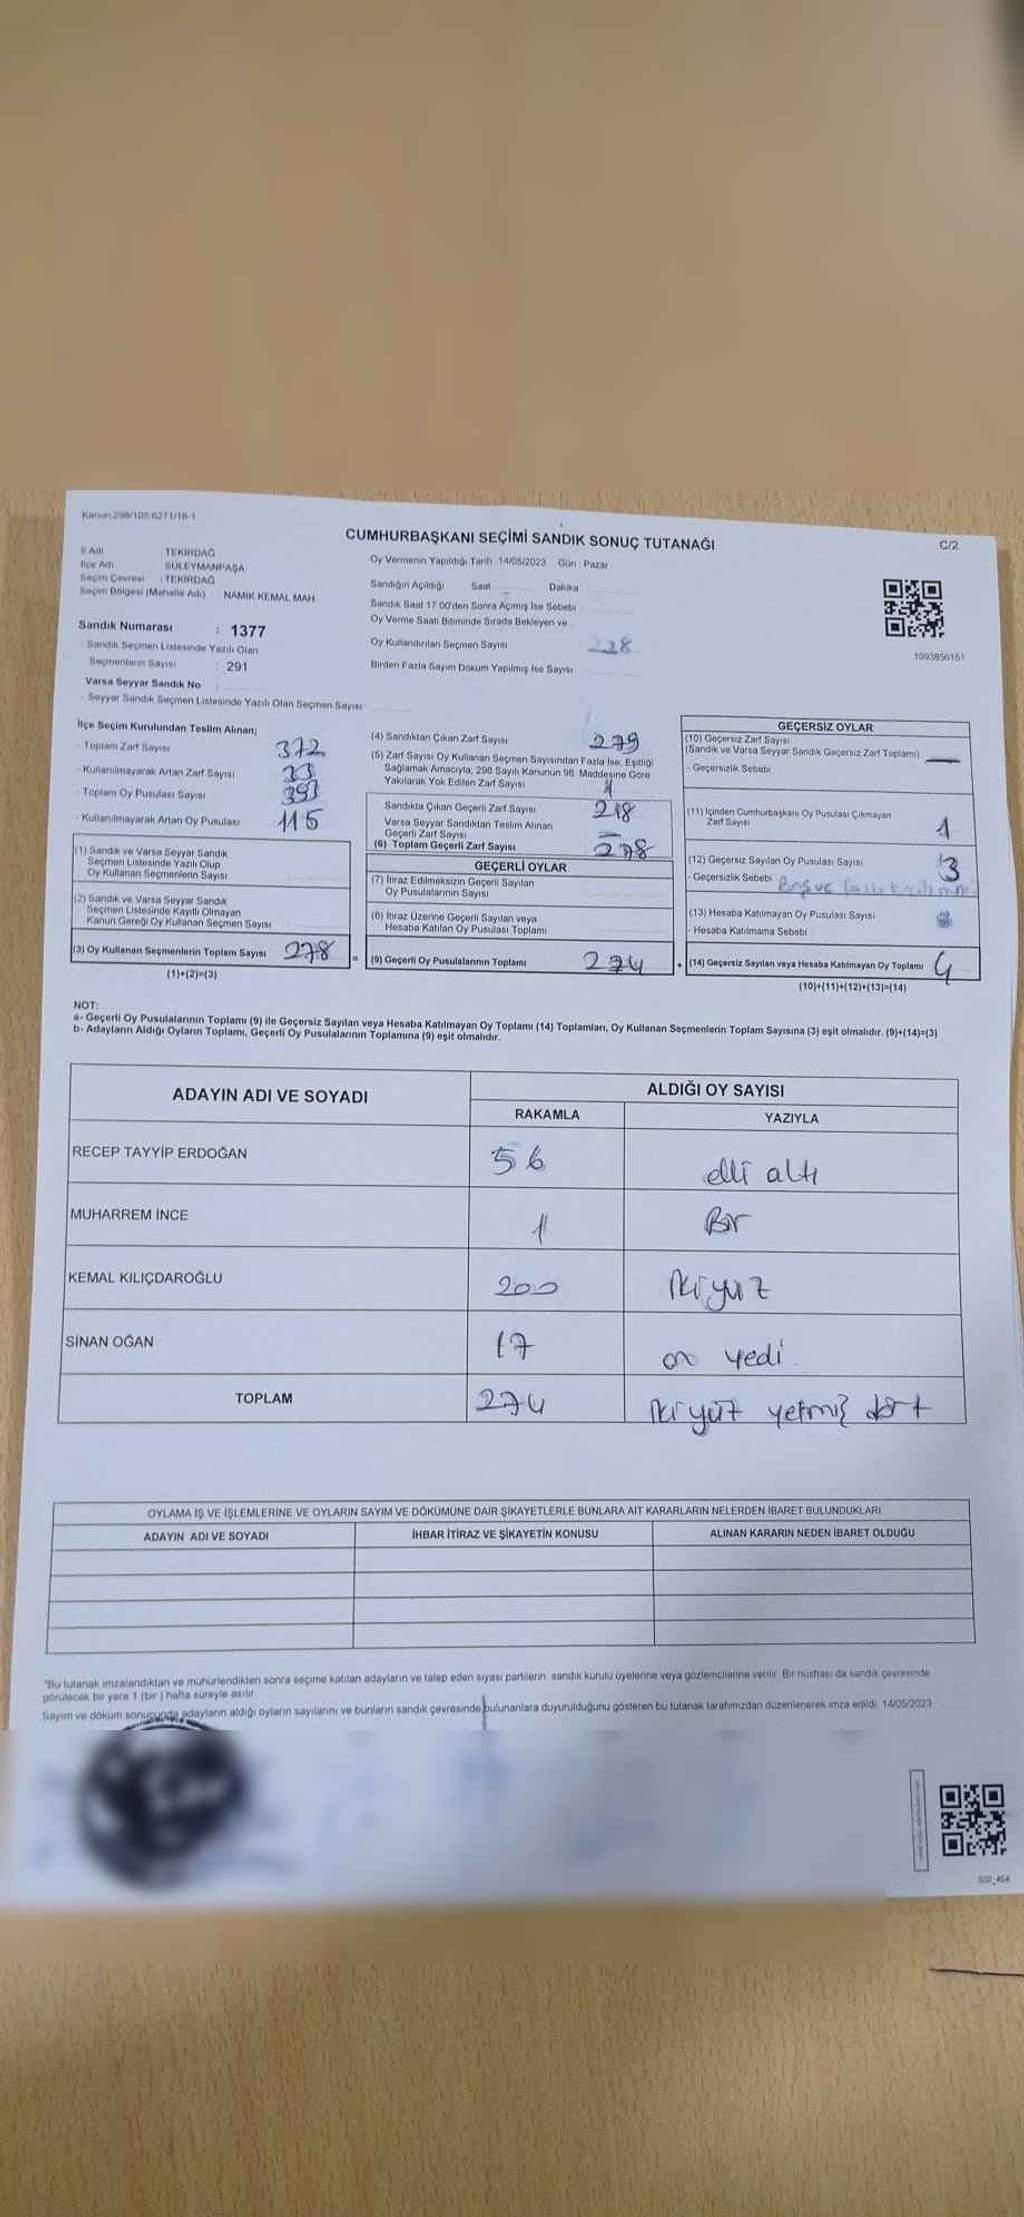 Kanun:298/105:6271/18-1
CUMHURBAŞKANI SEÇİMİ SANDIK SONUÇ TUTANAĞI
C/2
İl Adı TEKİRDAĞ
İlçe Adı SÜLEYMANPAŞA
Seçim Çevresi : TEKİRDAĞ
Seçim Bölgesi (Mahalle Adı) NAMIK KEMAL MAH.
Sandık Numarası : 1377
- Sandık Seçmen Listesinde Yazılı Olan
Seçmenlerin Sayısı : 291
Varsa Seyyar Sandık No :
- Seyyar Sandık Seçmen Listesinde Yazılı Olan Seçmen Sayısı
Oy Vermenin Yapıldığı Tarih 14/05/2023 Gün : Pazar
Sandığın Açıldığı Saat Dakika
Sandık Saat 17.00'den Sonra Açılmış İse Sebebi
Oy Verme Saati Bitiminde Sırada Bekleyen ve
Oy Kullandırılan Seçmen Sayısı
Birden Fazla Sayım Döküm Yapılmış İse Sayısı
1093856161
İlçe Seçim Kurulundan Teslim Alınan;
- Toplam Zarf Sayısı 372
- Kullanılmayarak Artan Zarf Sayısı
- Toplam Oy Pusulası Sayısı 393
- Kullanılmayarak Artan Oy Pusulası 115
(1) Sandık ve Varsa Seyyar Sandık
Seçmen Listesinde Yazılı Olup
Oy Kullanan Seçmenlerin Sayısı
(2) Sandık ve Varsa Seyyar Sandık
Seçmen Listesinde Kayıtlı Olmayan
Kanun Gereği Oy Kullanan Seçmen Sayısı
(3) Oy Kullanan Seçmenlerin Toplam Sayısı 278
(1)+(2)=(3)
(4) Sandıktan Çıkan Zarf Sayısı 279
(5) Zarf Sayısı Oy Kullanan Seçmen Sayısından Fazla İse, Eşitliği
Sağlamak Amacıyla, 298 Sayılı Kanunun 98. Maddesine Göre
Yakılarak Yok Edilen Zarf Sayısı 1
Sandıkta Çıkan Geçerli Zarf Sayısı 278
Varsa Seyyar Sandıktan Teslim Alınan
Geçerli Zarf Sayısı —
(6) Toplam Geçerli Zarf Sayısı 278
GEÇERLİ OYLAR
(7) İtiraz Edilmeksizin Geçerli Sayılan
Oy Pusulalarının Sayısı
(8) İtiraz Üzerine Geçerli Sayılan veya
Hesaba Katılan Oy Pusulası Toplamı
= (9) Geçerli Oy Pusulalarının Toplamı 274
GEÇERSİZ OYLAR
(10) Geçersiz Zarf Sayısı
(Sandık ve Varsa Seyyar Sandık Geçersiz Zarf Toplamı) —
- Geçersizlik Sebebi
(11) İçinden Cumhurbaşkanı Oy Pusulası Çıkmayan
Zarf Sayısı 1
(12) Geçersiz Sayılan Oy Pusulası Sayısı 3
- Geçersizlik Sebebi Boş ve
(13) Hesaba Katılmayan Oy Pusulası Sayısı
- Hesaba Katılmama Sebebi
+ (14) Geçersiz Sayılan veya Hesaba Katılmayan Oy Toplamı 4
(10)+(11)+(12)+(13)=(14)
NOT:
a- Geçerli Oy Pusulalarının Toplamı (9) ile Geçersiz Sayılan veya Hesaba Katılmayan Oy Toplamı (14) Toplamları, Oy Kullanan Seçmenlerin Toplam Sayısına (3) eşit olmalıdır. (9)+(14)=(3)
b- Adayların Aldığı Oyların Toplamı, Geçerli Oy Pusulalarının Toplamına (9) eşit olmalıdır.
ADAYIN ADI VE SOYADI
ALDIĞI OY SAYISI
RAKAMLA YAZIYLA
RECEP TAYYİP ERDOĞAN 56 elli altı
MUHARREM İNCE 1 Bir
KEMAL KILIÇDAROĞLU 200 ikiyüz
SİNAN OĞAN 17 on yedi
TOPLAM 274 ikiyüz yetmiş dört
OYLAMA İŞ VE İŞLEMLERİNE VE OYLARIN SAYIM VE DÖKÜMÜNE DAİR ŞİKAYETLERLE BUNLARA AİT KARARLARIN NELERDEN İBARET BULUNDUKLARI
ADAYIN ADI VE SOYADI İHBAR İTİRAZ VE ŞİKAYETİN KONUSU ALINAN KARARIN NEDEN İBARET OLDUĞU
*Bu tutanak imzalandıktan ve mühürlendikten sonra seçime katılan adayların ve talep eden siyasi partilerin sandık kurulu üyelerine veya gözlemcilerine verilir. Bir nüshası da sandık çevresinde
görülecek bir yere 1 (bir) hafta süreyle asılır.
Sayım ve döküm sonucunda adayların aldığı oyların sayılarını ve bunların sandık çevresinde bulunanlara duyurulduğunu gösteren bu tutanak tarafımızdan düzenlenerek imza edildi. 14/05/2023